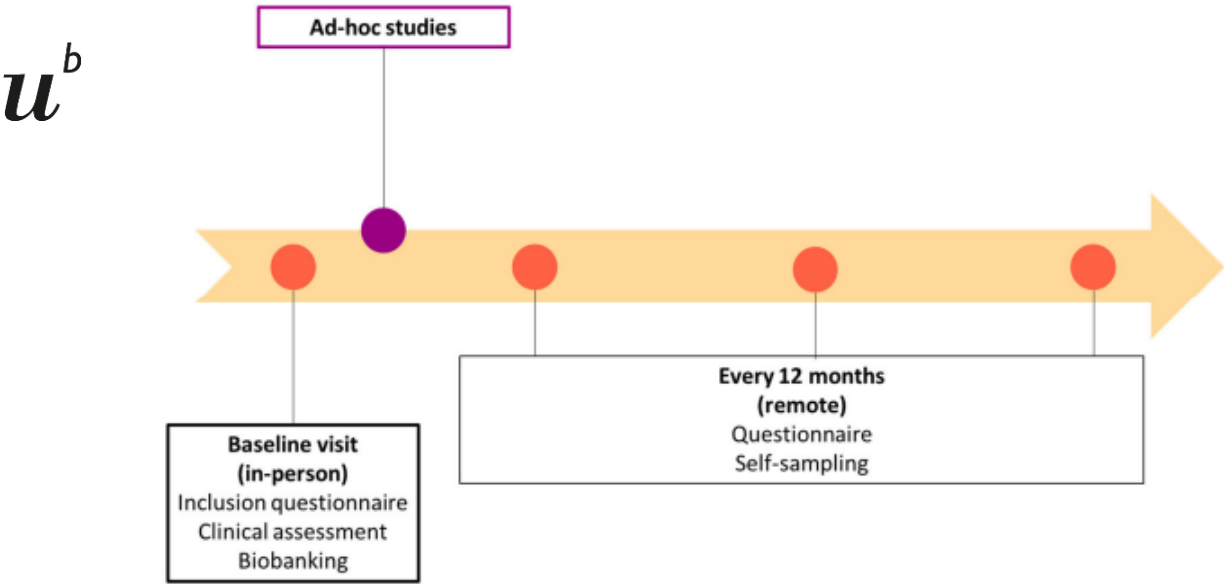 u^b
Ad-hoc studies
Baseline visit
(in-person)
Inclusion questionnaire
Clinical assessment
Biobanking
Every 12 months
(remote)
Questionnaire
Self-sampling